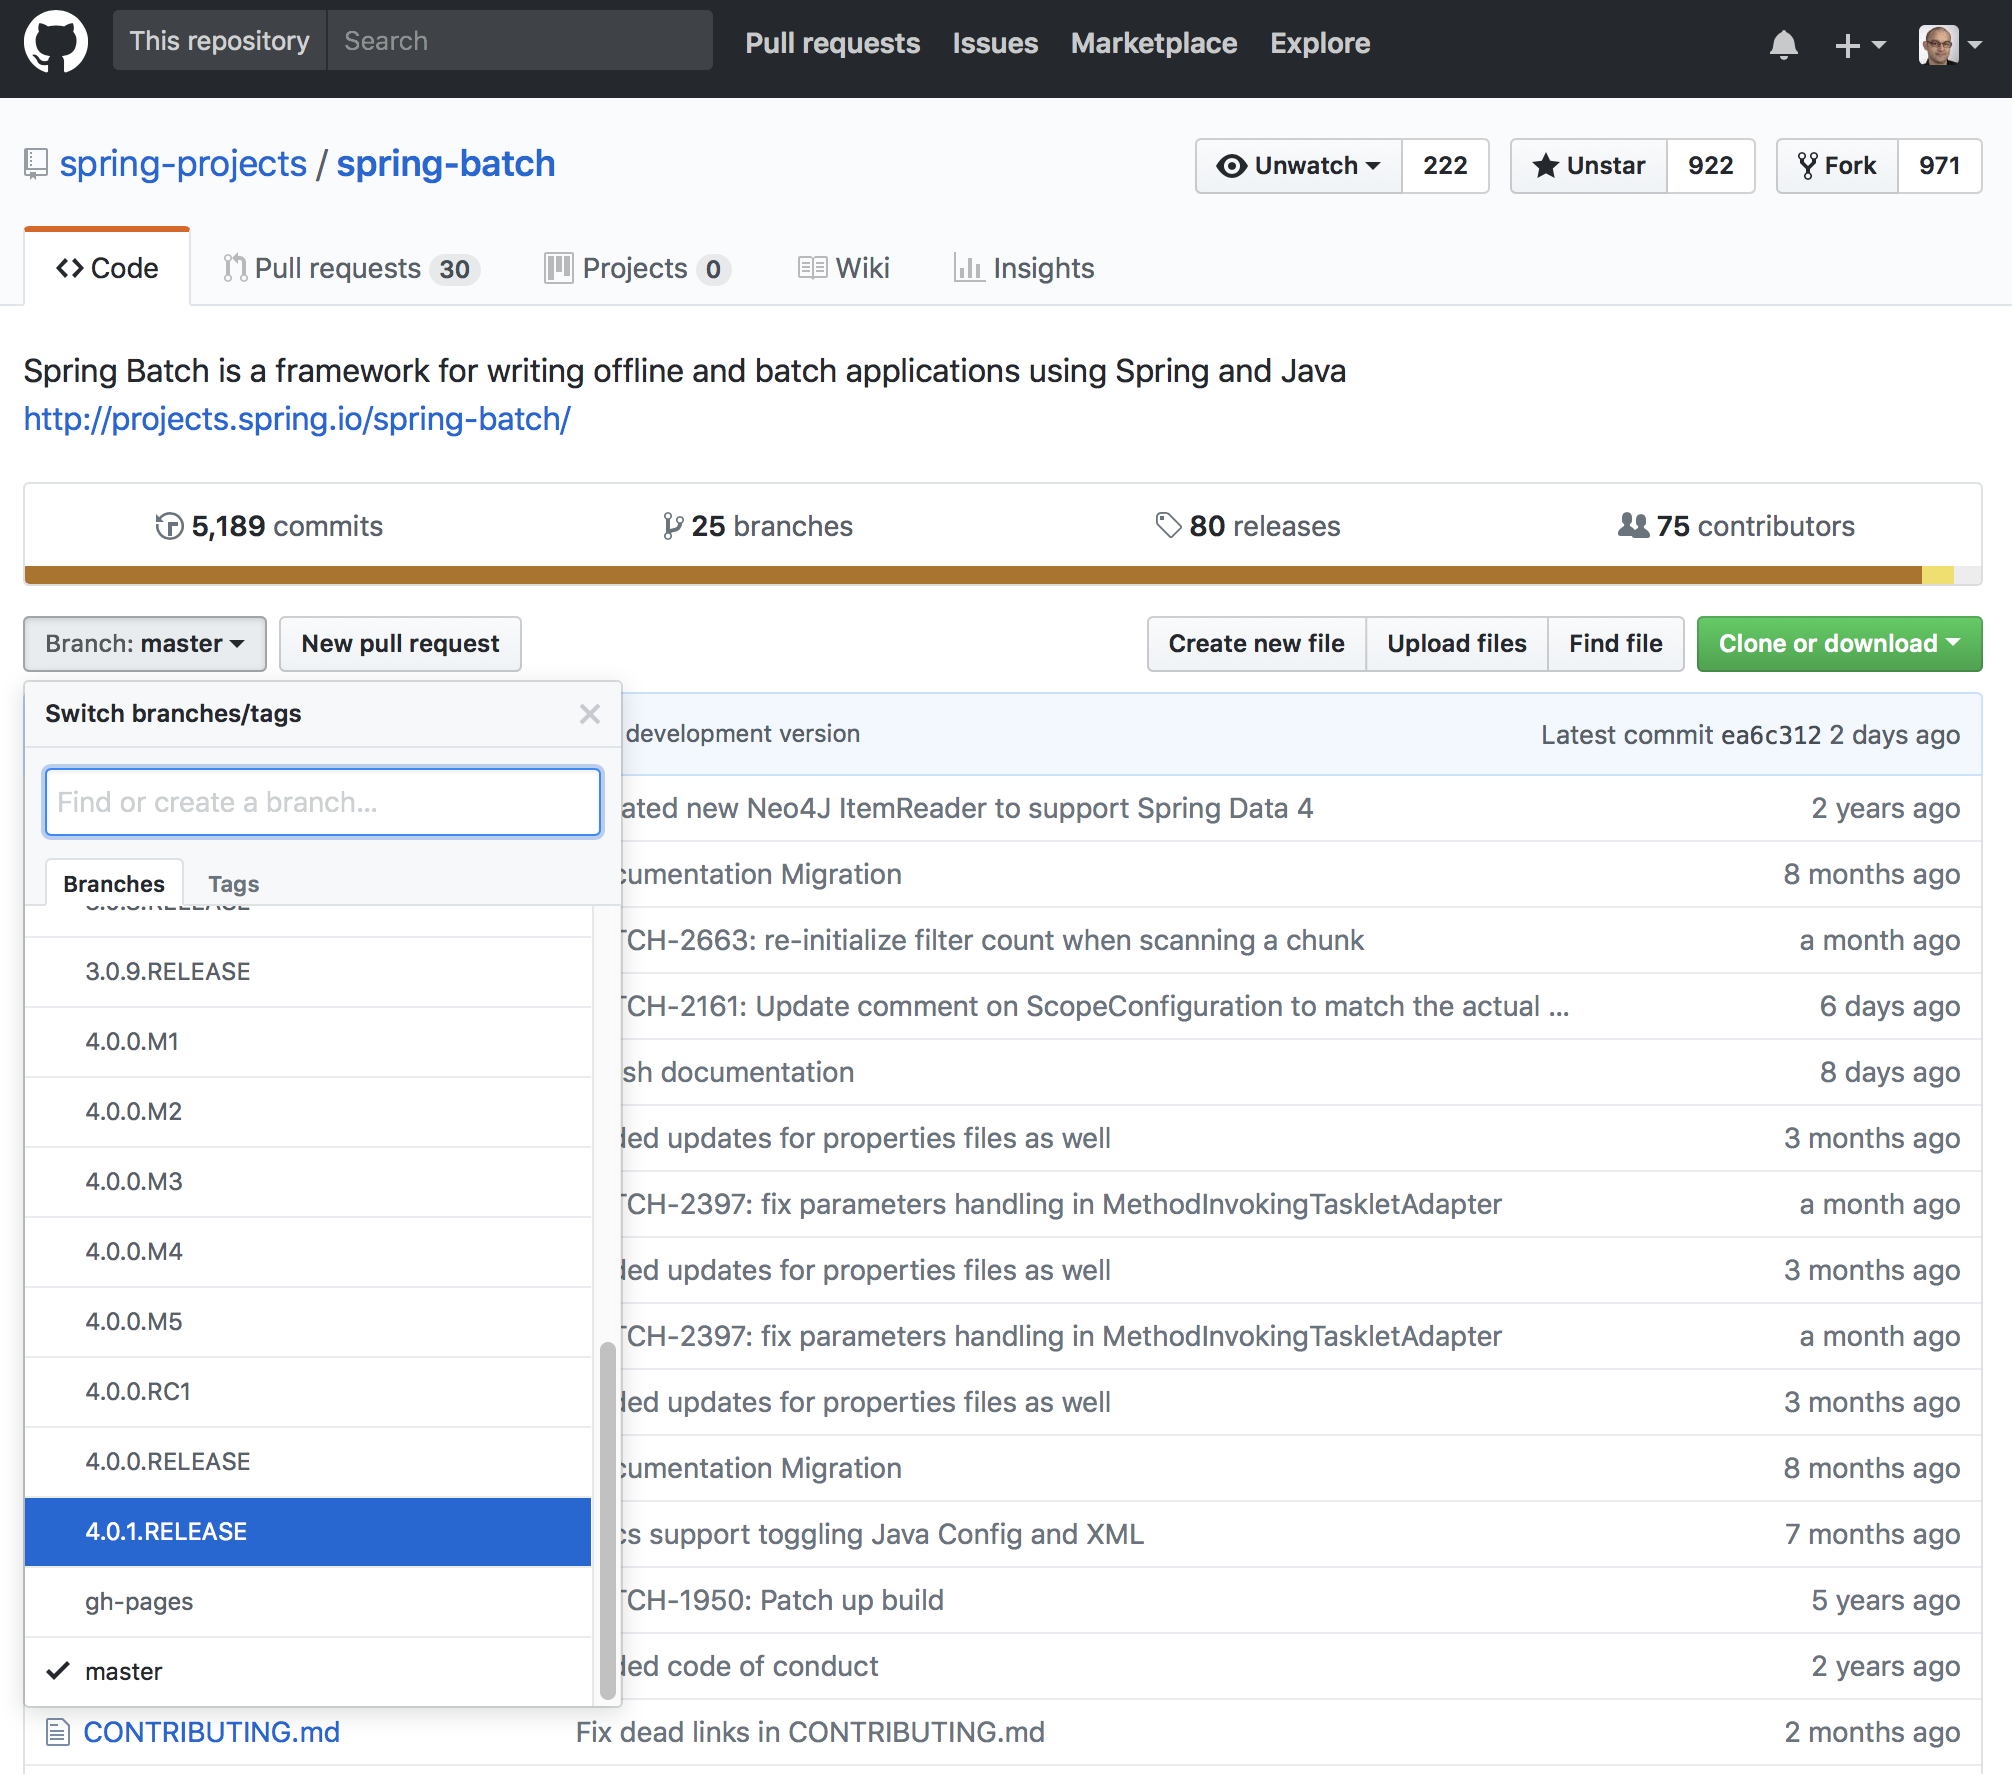 This repository Search Pull requests Issues Marketplace Explore
spring-projects / spring-batch Unwatch 222 Unstar 922 Fork 971
Code Pull requests 30 Projects 0 Wiki Insights
Spring Batch is a framework for writing offline and batch applications using Spring and Java
http://projects.spring.io/spring-batch/
5,189 commits 25 branches 80 releases 75 contributors
Branch: master New pull request Create new file Upload files Find file Clone or download
Switch branches/tags
development version Latest commit ea6c312 2 days ago
Find or create a branch...
ated new Neo4J ItemReader to support Spring Data 4 2 years ago
Branches Tags
cumentation Migration 8 months ago
3.0.9.RELEASE
TCH-2663: re-initialize filter count when scanning a chunk a month ago
4.0.0.M1
TCH-2161: Update comment on ScopeConfiguration to match the actual ... 6 days ago
4.0.0.M2
sh documentation 8 days ago
4.0.0.M3
ded updates for properties files as well 3 months ago
4.0.0.M4
TCH-2397: fix parameters handling in MethodInvokingTaskletAdapter a month ago
4.0.0.M5
ded updates for properties files as well 3 months ago
4.0.0.RC1
TCH-2397: fix parameters handling in MethodInvokingTaskletAdapter a month ago
4.0.0.RELEASE
ded updates for properties files as well 3 months ago
cumentation Migration 8 months ago
4.0.1.RELEASE
cs support toggling Java Config and XML 7 months ago
gh-pages
TCH-1950: Patch up build 5 years ago
master
ded code of conduct 2 years ago
CONTRIBUTING.md Fix dead links in CONTRIBUTING.md 2 months ago